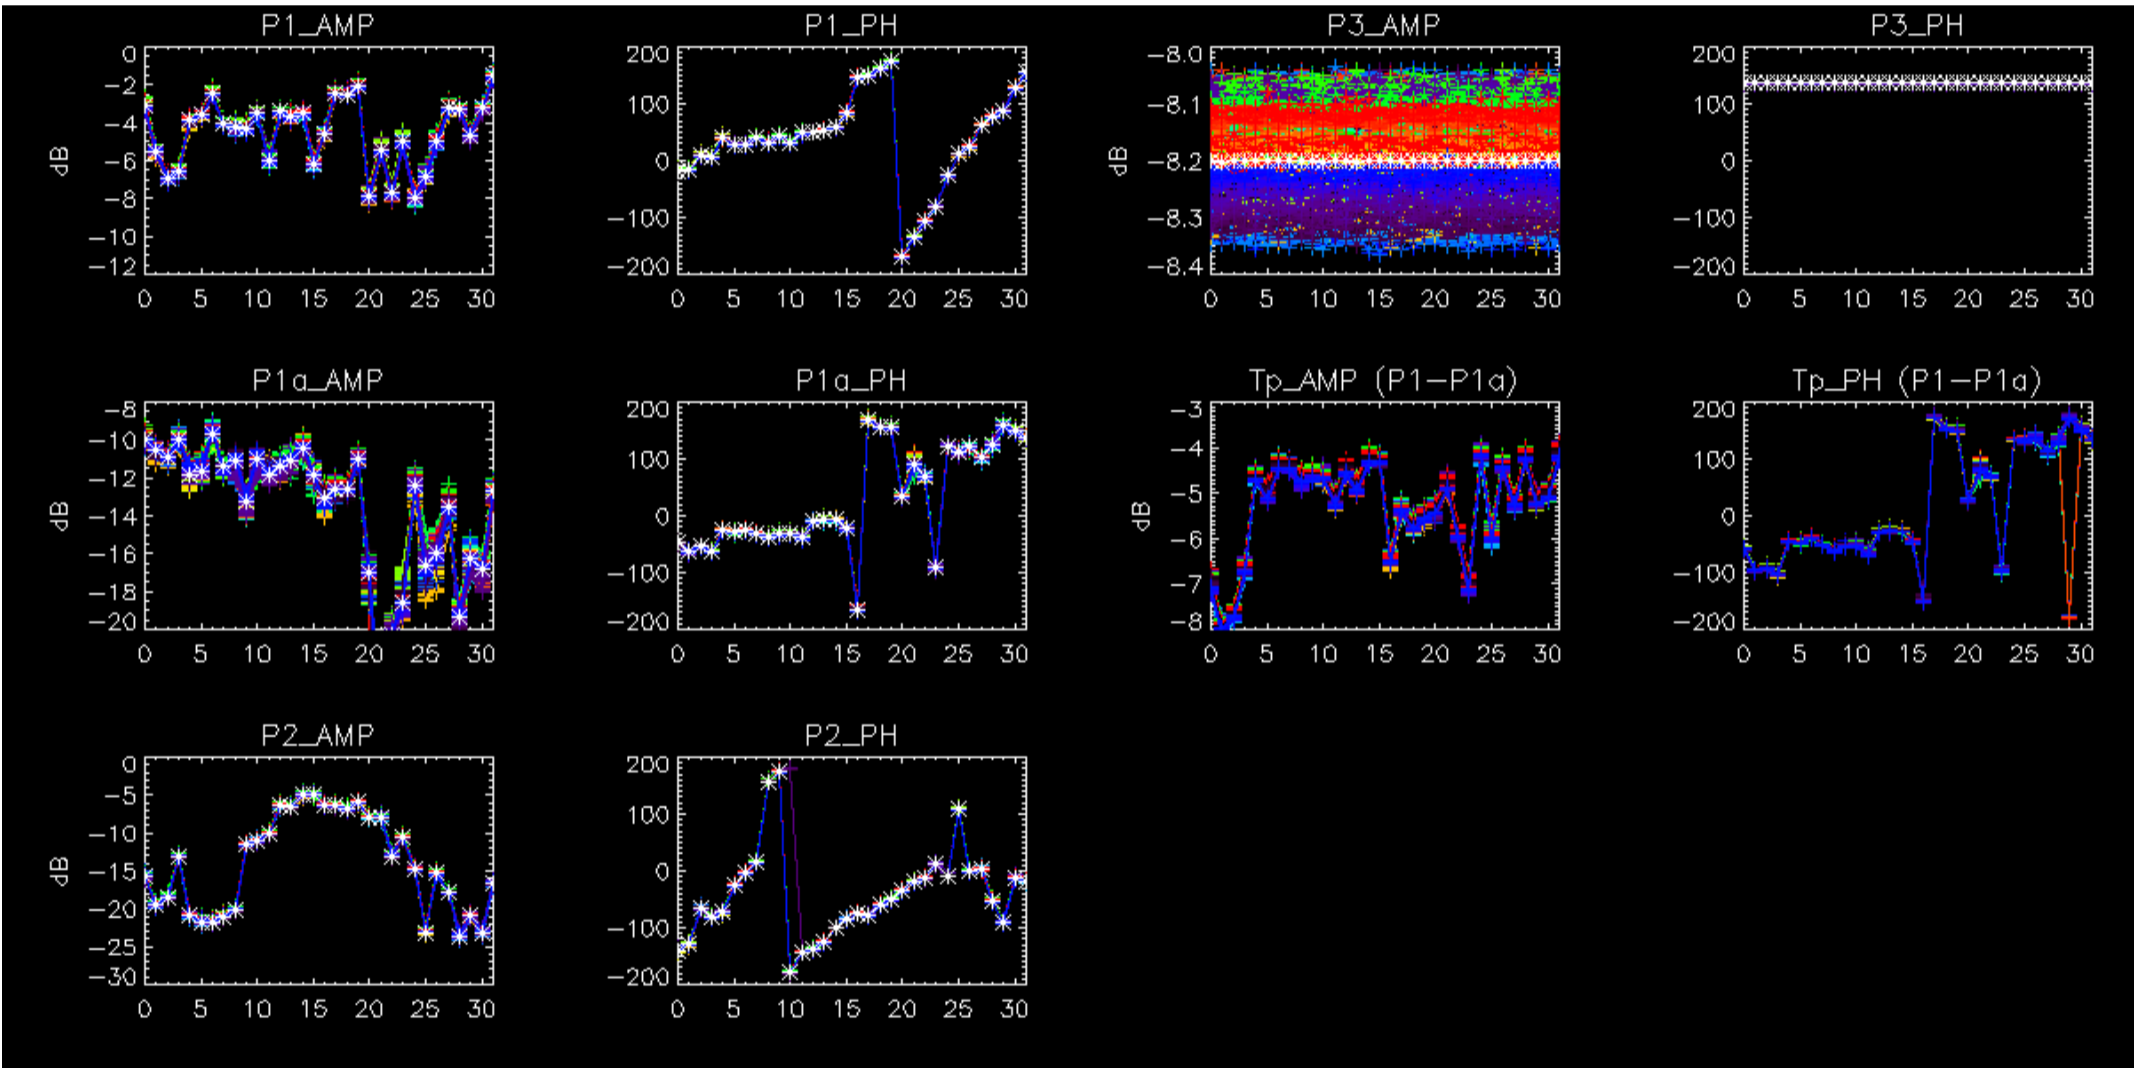 P1_AMP
P1_PH
P3_AMP
P3_PH
0
-2
-4
-6
-8
-10
-12
dB
0 5 10 15 20 25 30
200
100
0
-100
-200
0 5 10 15 20 25 30
-8.0
-8.1
-8.2
-8.3
-8.4
dB
0 5 10 15 20 25 30
200
100
0
-100
-200
0 5 10 15 20 25 30
P1a_AMP
P1a_PH
Tp_AMP (P1-P1a)
Tp_PH (P1-P1a)
-8
-10
-12
-14
-16
-18
-20
dB
0 5 10 15 20 25 30
200
100
0
-100
-200
0 5 10 15 20 25 30
-3
-4
-5
-6
-7
-8
dB
0 5 10 15 20 25 30
200
100
0
-100
-200
0 5 10 15 20 25 30
P2_AMP
P2_PH
0
-5
-10
-15
-20
-25
-30
dB
0 5 10 15 20 25 30
200
100
0
-100
-200
0 5 10 15 20 25 30